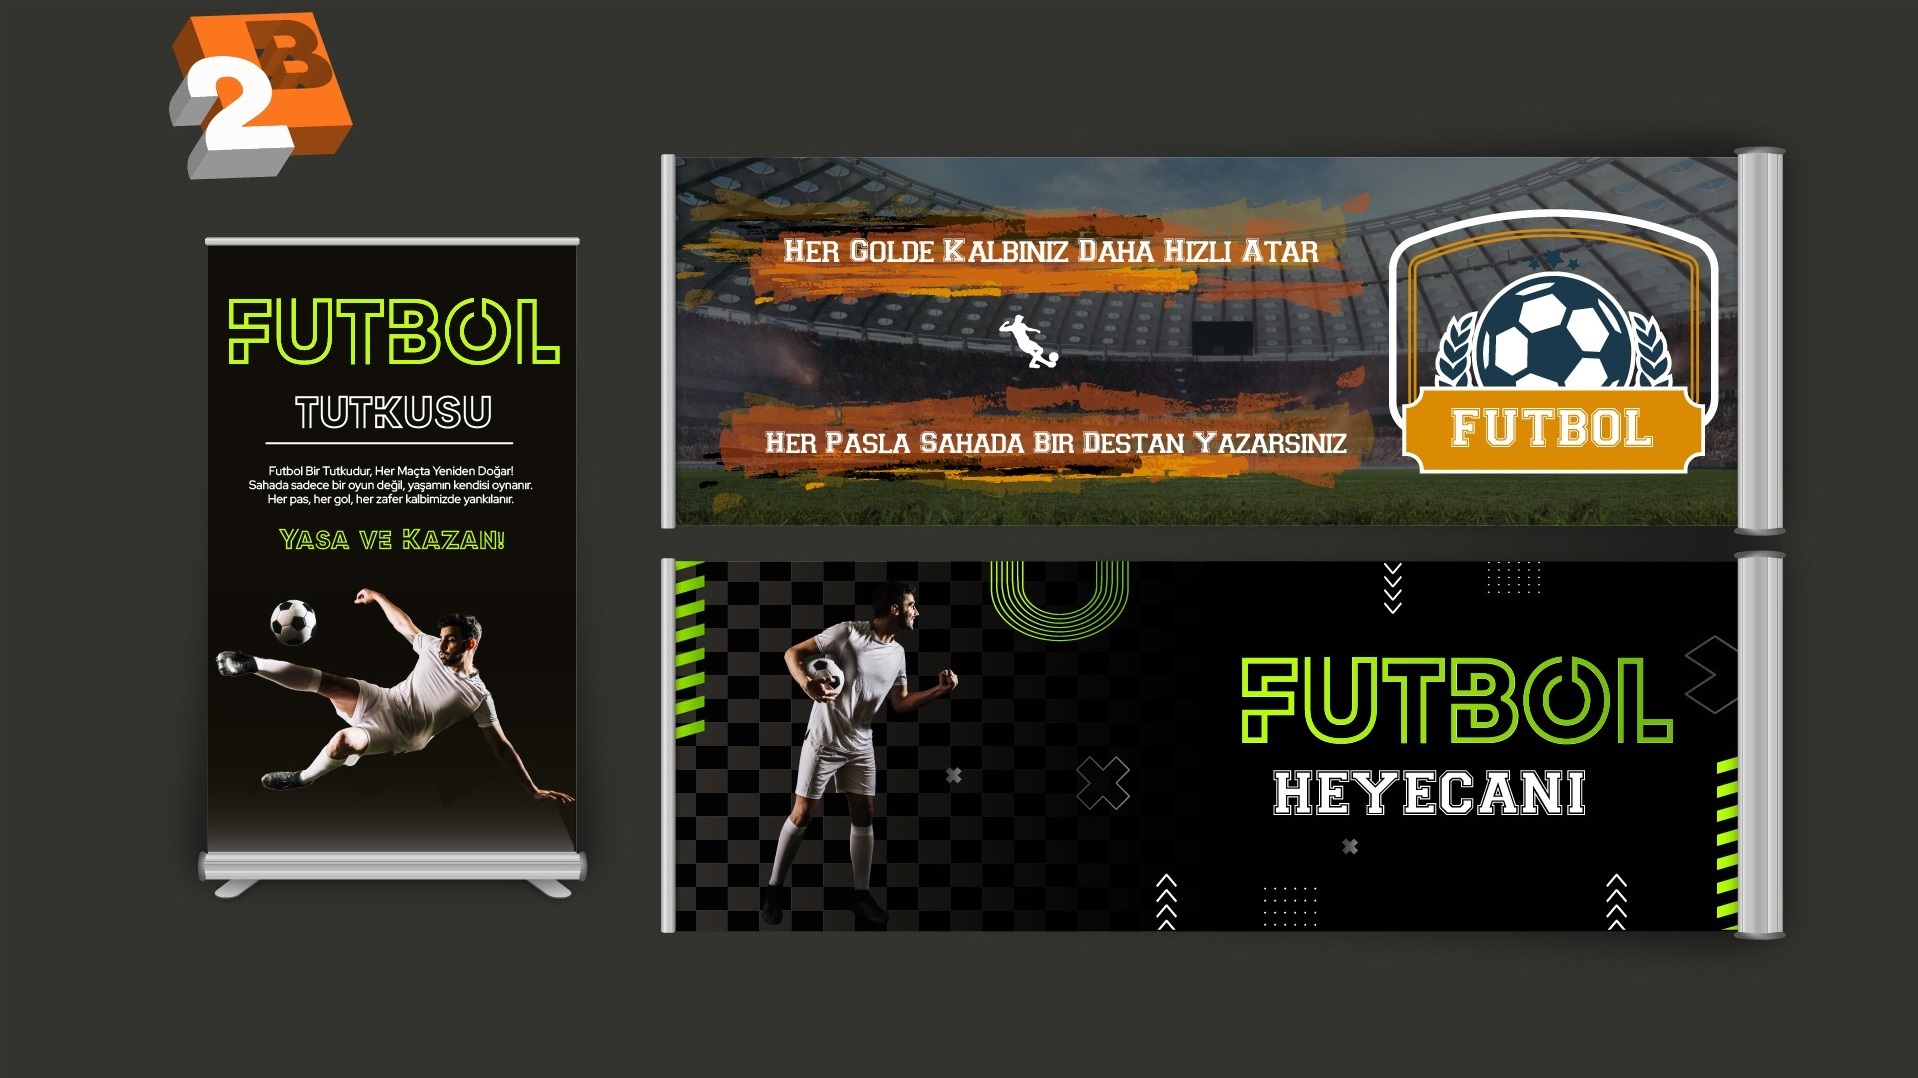 2B
FUTBOL
TUTKUSU
Futbol Bir Tutkudur, Her Maçta Yeniden Doğar!
Sahada sadece bir oyun değil, yaşamın kendisi oynanır.
Her pas, her gol, her zafer kalbimizde yankılanır.
YASA VE KAZAN!
HER GOLDE KALBINIZ DAHA HIZLI ATAR
HER PASLA SAHADA BIR DESTAN YAZARSINIZ
FUTBOL
FUTBOL
HEYECANI